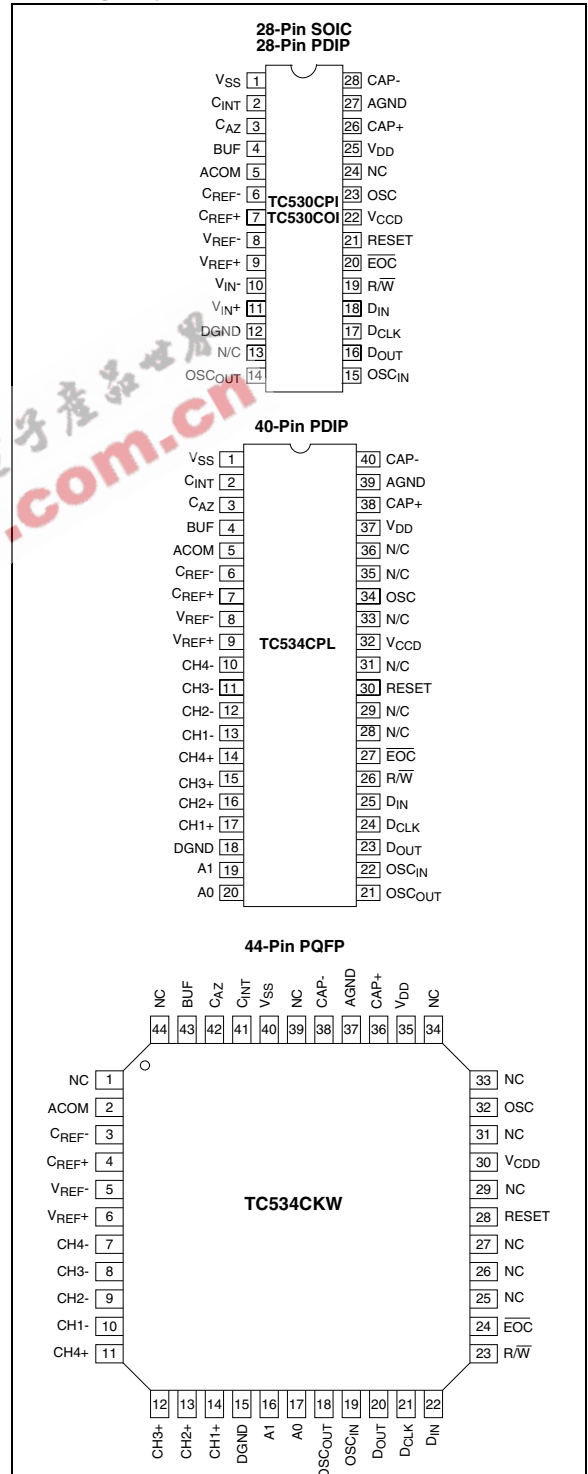 28-Pin SOIC
28-Pin PDIP
VSS 1 28 CAP-
CINT 2 27 AGND
CAZ 3 26 CAP+
BUF 4 25 VDD
ACOM 5 24 NC
CREF- 6 23 OSC
TC530CPI
CREF+ 7 22 VCCD
TC530COI
VREF- 8 21 RESET
VREF+ 9 20 EOC
VIN- 10 19 R/W
VIN+ 11 18 DIN
DGND 12 17 DCLK
N/C 13 16 DOUT
OSCOUT 14 15 OSCIN
子產品世界
.com.cn
40-Pin PDIP
VSS 1 40 CAP-
CINT 2 39 AGND
CAZ 3 38 CAP+
BUF 4 37 VDD
ACOM 5 36 N/C
CREF- 6 35 N/C
CREF+ 7 34 OSC
VREF- 8 33 N/C
VREF+ 9 TC534CPL 32 VCCD
CH4- 10 31 N/C
CH3- 11 30 RESET
CH2- 12 29 N/C
CH1- 13 28 N/C
CH4+ 14 27 EOC
CH3+ 15 26 R/W
CH2+ 16 25 DIN
CH1+ 17 24 DCLK
DGND 18 23 DOUT
A1 19 22 OSCIN
A0 20 21 OSCOUT
44-Pin PQFP
NC BUF CAZ CINT VSS NC CAP- AGND CAP+ VDD NC
44 43 42 41 40 39 38 37 36 35 34
NC 1 33 NC
ACOM 2 32 OSC
CREF- 3 31 NC
CREF+ 4 30 VCDD
VREF- 5 29 NC
VREF+ 6 TC534CKW 28 RESET
CH4- 7 27 NC
CH3- 8 26 NC
CH2- 9 25 NC
CH1- 10 24 EOC
CH4+ 11 23 R/W
12 13 14 15 16 17 18 19 20 21 22
CH3+ CH2+ CH1+ DGND A1 A0 OSCOUT OSCIN DOUT DCLK DIN